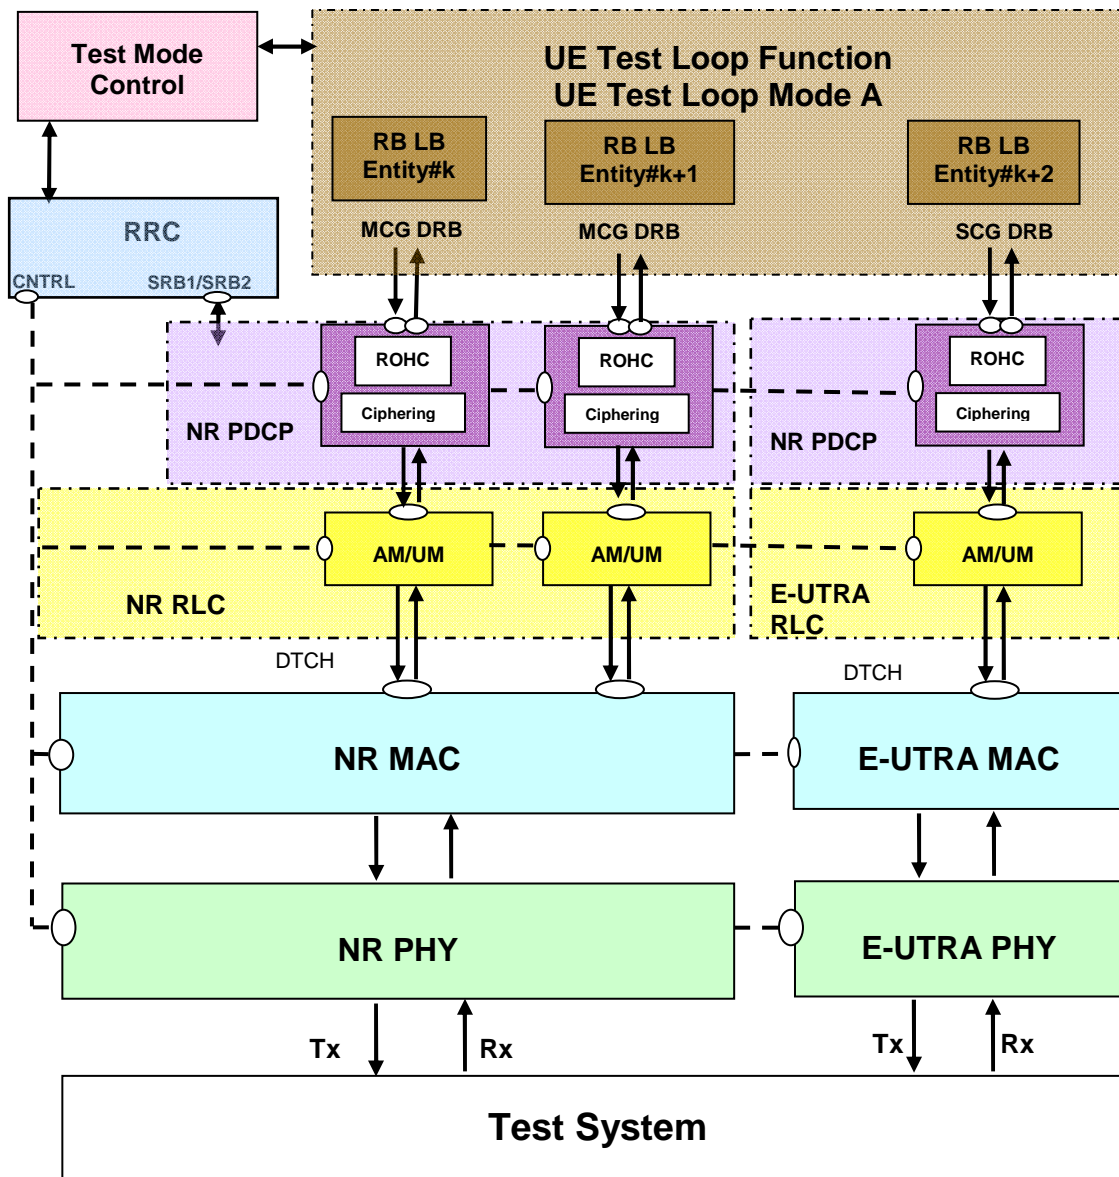 Test Mode
Control
UE Test Loop Function
UE Test Loop Mode A
RB LB
Entity#k
RB LB
Entity#k+1
RB LB
Entity#k+2
MCG DRB
MCG DRB
SCG DRB
RRC
CNTRL
SRB1/SRB2
ROHC
Ciphering
ROHC
Ciphering
ROHC
Ciphering
NR PDCP
NR PDCP
AM/UM
AM/UM
AM/UM
NR RLC
E-UTRA
RLC
DTCH
DTCH
NR MAC
E-UTRA MAC
NR PHY
E-UTRA PHY
Tx
Rx
Tx
Rx
Test System